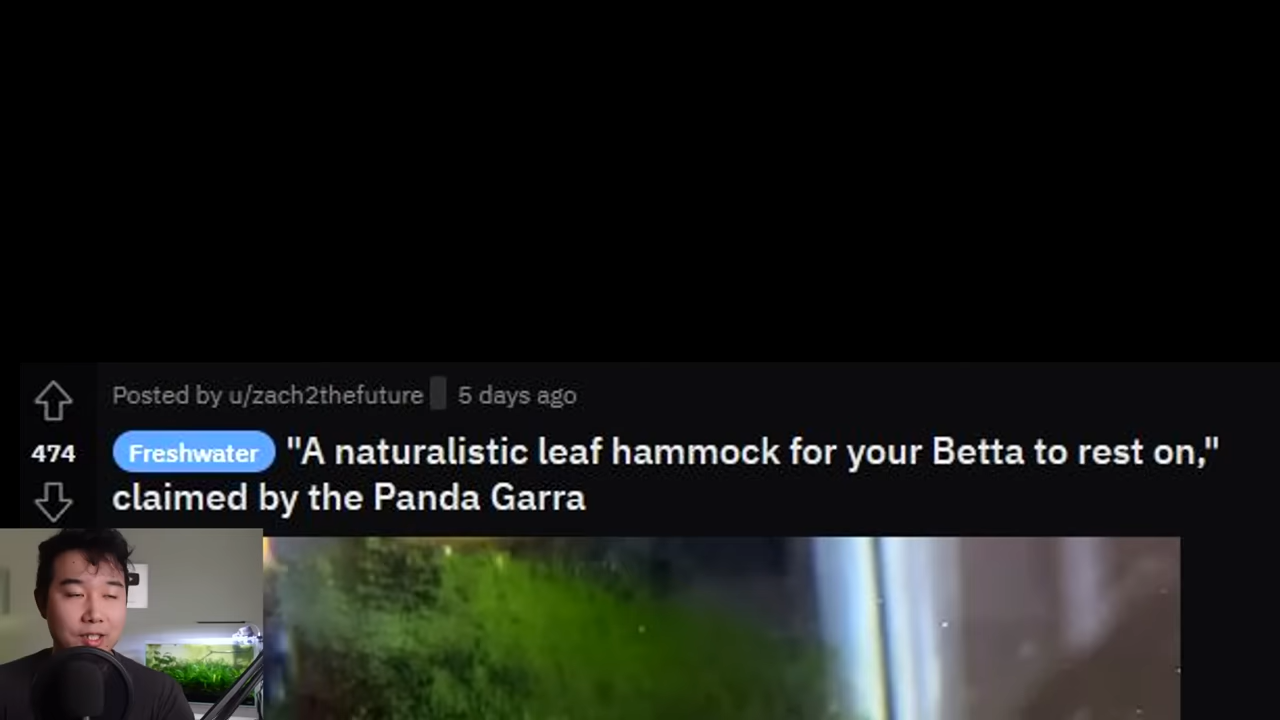 Posted by u/zach2thefuture 5 days ago
474
Freshwater "A naturalistic leaf hammock for your Betta to rest on,"
claimed by the Panda Garra